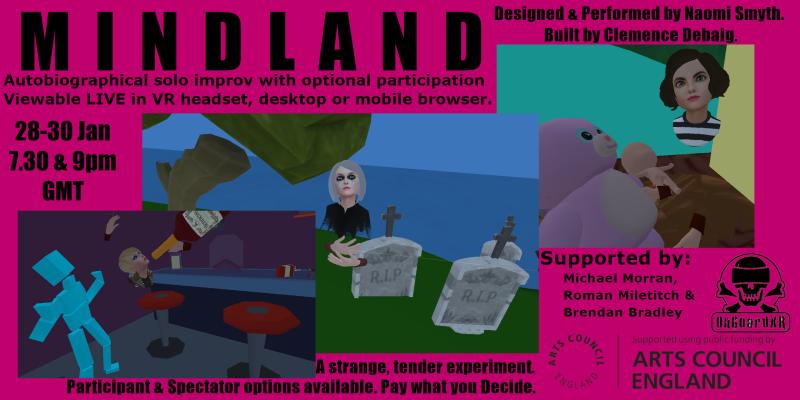 MINDLAND
Designed & Performed by Naomi Smyth.
Built by Clemence Debaig.
Autobiographical solo improv with optional participation
Viewable LIVE in VR headset, desktop or mobile browser.
28-30 Jan
7.30 & 9pm
GMT
R.I.P
R.I.P
Supported by:
Michael Morran,
Roman Miletitch &
Brendan Bradley
OnBoardXR
ARTS COUNCIL
ENGLAND
Supported using public funding by
ARTS COUNCIL
ENGLAND
A strange, tender experiment.
Participant & Spectator options available. Pay what you Decide.